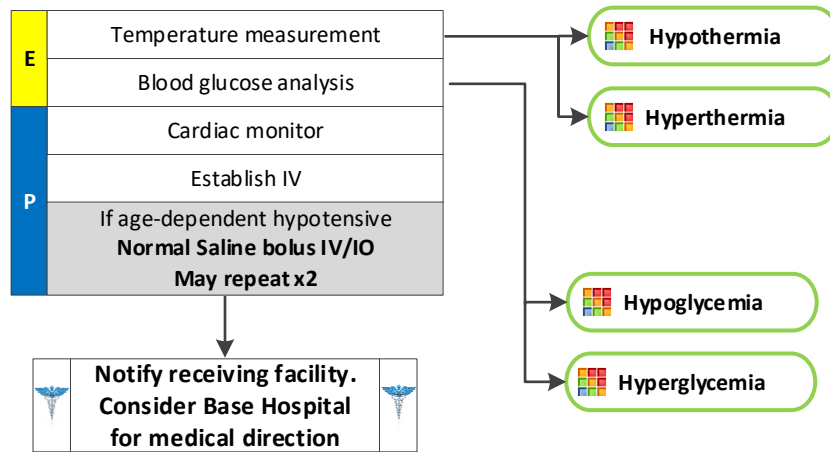 E
Temperature measurement
Blood glucose analysis
P
Cardiac monitor
Establish IV
If age-dependent hypotensive
Normal Saline bolus IV/IO
May repeat x2
Notify receiving facility.
Consider Base Hospital
for medical direction
Hypothermia
Hyperthermia
Hypoglycemia
Hyperglycemia